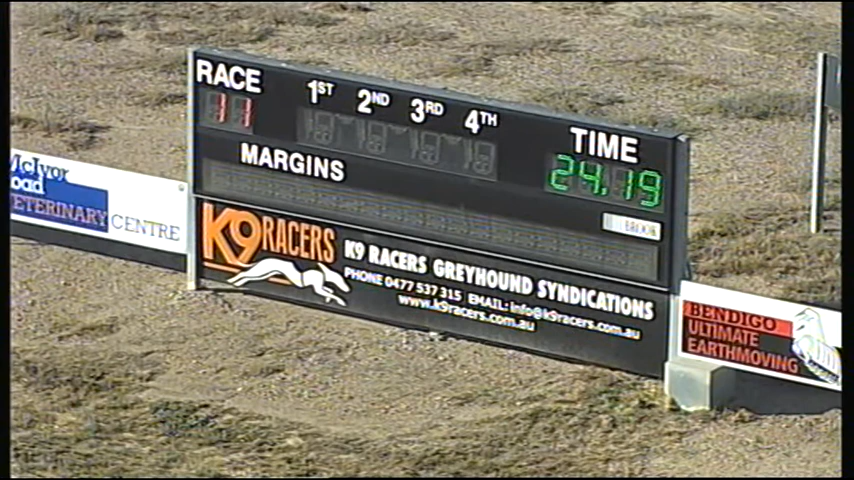 RACE 1ST 2ND 3RD 4TH TIME
11 24.19
MARGINS
BROOK
McIvor
Road
VETERINARY CENTRE
K9 RACERS
K9 RACERS GREYHOUND SYNDICATIONS
PHONE 0477 537 315 EMAIL: info@k9racers.com.au
www.k9racers.com.au
BENDIGO
ULTIMATE
EARTHMOVING